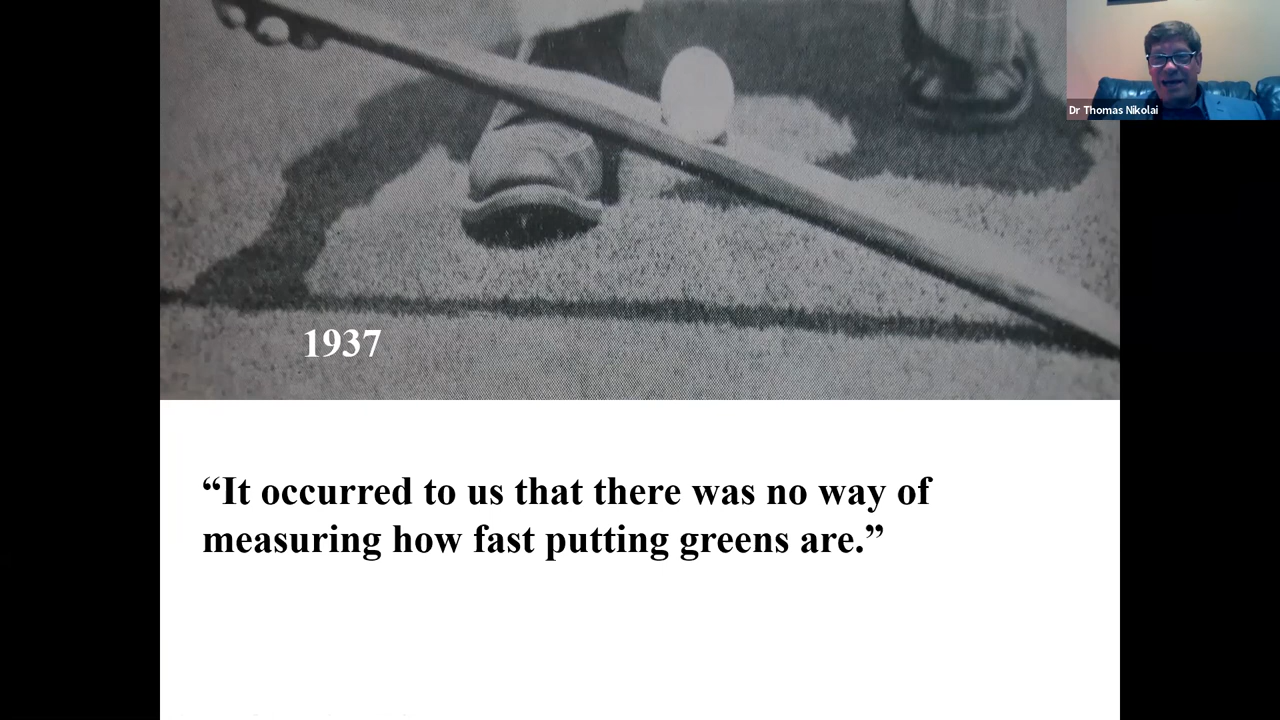 Dr Thomas Nikolai
1937
“It occurred to us that there was no way of
measuring how fast putting greens are.”